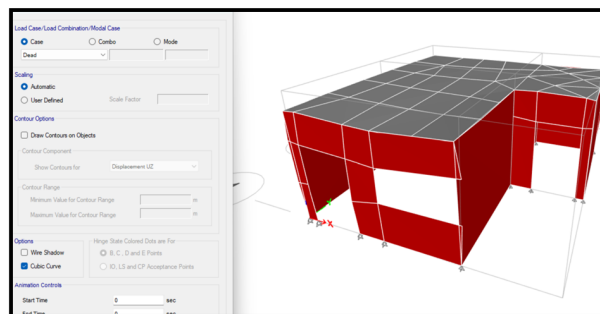 Load Case/Load Combination/Modal Case
Case Combo Mode
Dead
Scaling
Automatic
User Defined Scale Factor
Contour Options
Draw Contours on Objects
Contour Component
Show Contours for Displacement UZ
Contour Range
Minimum Value for Contour Range m
Maximum Value for Contour Range m
Options Hinge State Colored Dots are For
Wire Shadow B, C, D and E Points
Cubic Curve IO, LS and CP Acceptance Points
Animation Controls
Start Time 0 sec
End Time 0 sec
X